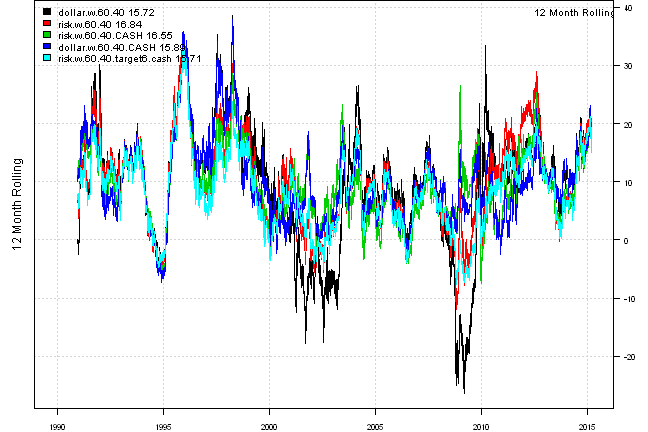 dollar.w.60.40 15.72
risk.w.60.40 16.84
risk.w.60.40.CASH 16.55
dollar.w.60.40.CASH 15.89
risk.w.60.40.target6.cash 15.71
12 Month Rolling
12 Month Rolling
40
30
20
10
0
-10
-20
1990 1995 2000 2005 2010 2015